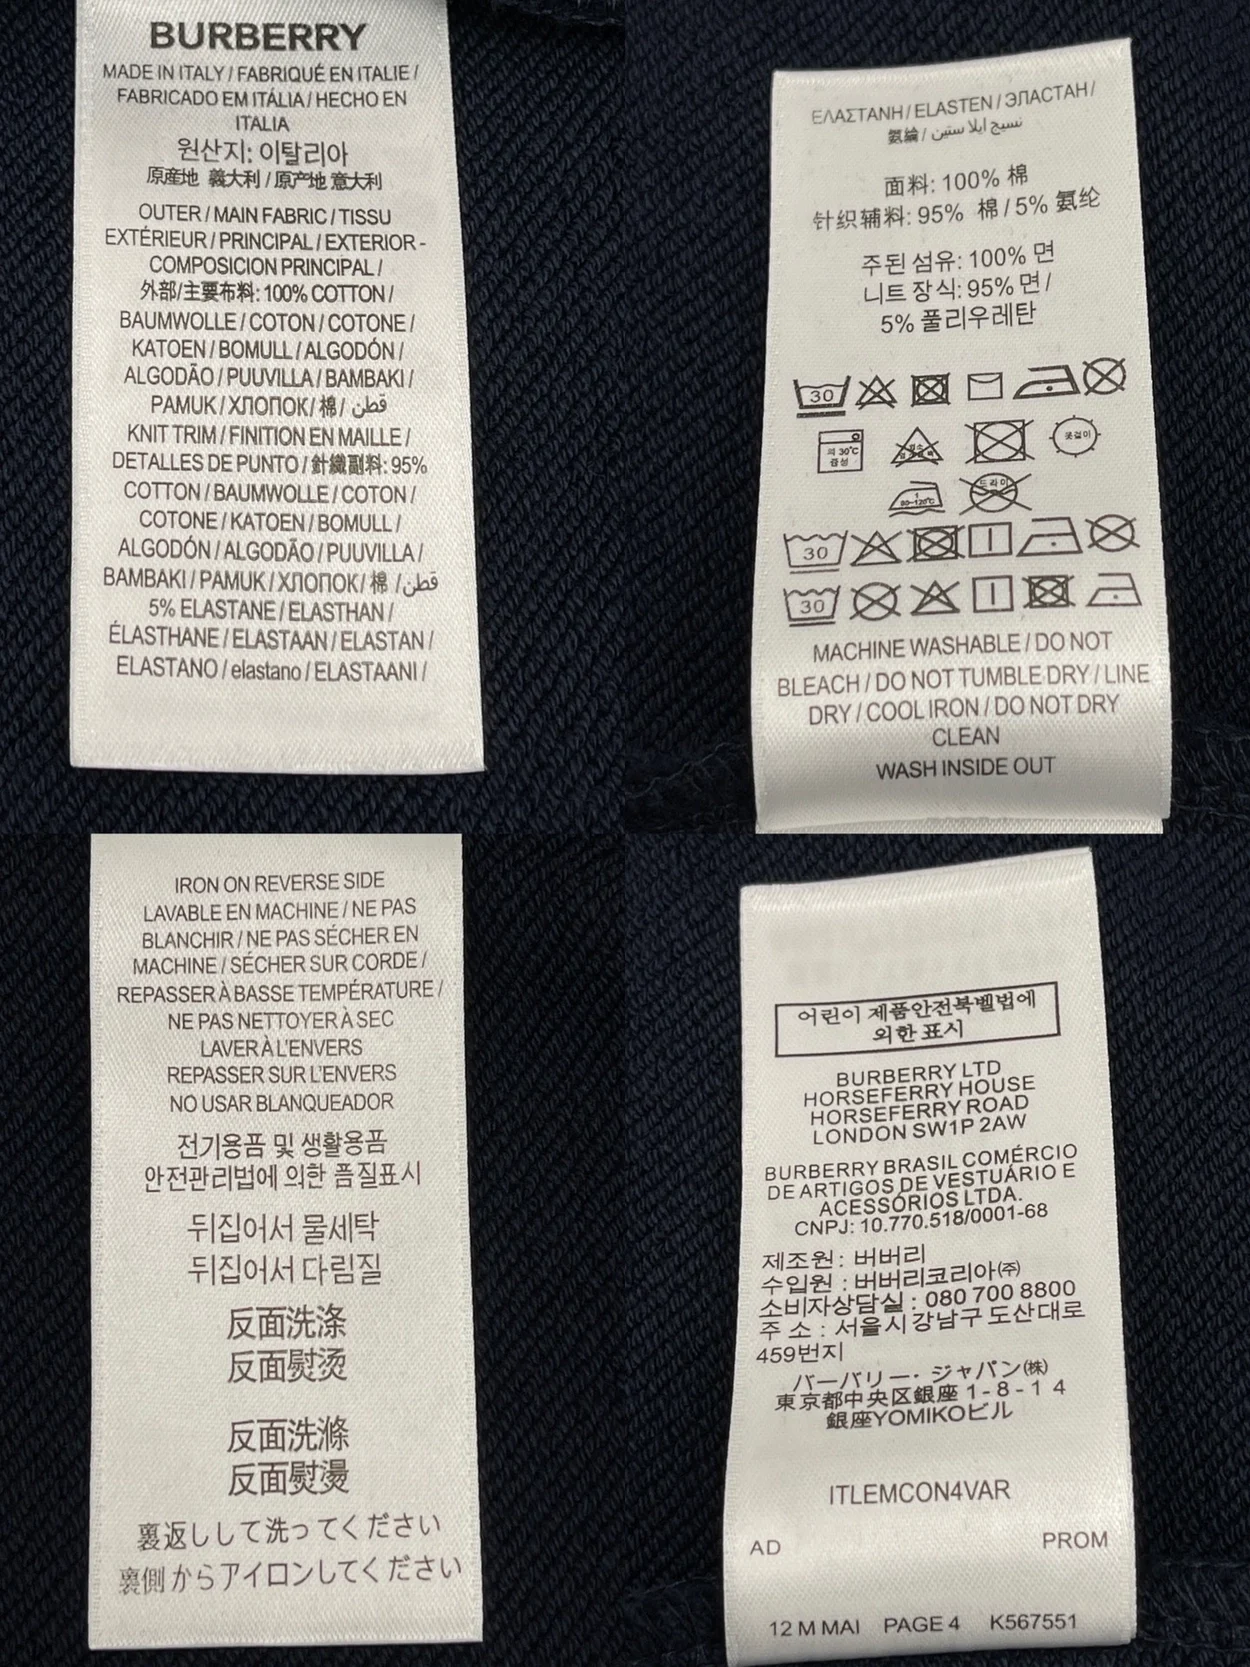 BURBERRY
MADE IN ITALY / FABRIQUÉ EN ITALIE /
FABRICADO EM ITÁLIA / HECHO EN
ITALIA
원산지: 이탈리아
原産地 義大利 / 原产地 意大利
OUTER / MAIN FABRIC / TISSU
EXTÉRIEUR / PRINCIPAL / EXTERIOR -
COMPOSICION PRINCIPAL /
外部/主要布料: 100% COTTON /
BAUMWOLLE / COTON / COTONE /
KATOEN / BOMULL / ALGODÓN /
ALGODÃO / PUUVILLA / BAMBAKI /
PAMUK / ХЛОПОК / 棉 / قطن
KNIT TRIM / FINITION EN MAILLE /
DETALLES DE PUNTO / 針織副料: 95%
COTTON / BAUMWOLLE / COTON /
COTONE / KATOEN / BOMULL /
ALGODÓN / ALGODÃO / PUUVILLA /
BAMBAKI / PAMUK / ХЛОПОК / 棉 / قطن
5% ELASTANE / ELASTHAN /
ÉLASTHANE / ELASTAAN / ELASTAN /
ELASTANO / elastano / ELASTAANI /
ΕΛΑΣΤΑΝΗ / ELASTEN / ЭЛАСТАН /
氨綸 / نسيج ايلاستين
面料: 100% 棉
针织辅料: 95% 棉 / 5% 氨纶
주된 섬유: 100% 면
니트 장식: 95% 면 /
5% 폴리우레탄
30
약 30℃ 중성 옷걸이
1 80~120℃ 드라이
30
30
MACHINE WASHABLE / DO NOT
BLEACH / DO NOT TUMBLE DRY / LINE
DRY / COOL IRON / DO NOT DRY
CLEAN
WASH INSIDE OUT
IRON ON REVERSE SIDE
LAVABLE EN MACHINE / NE PAS
BLANCHIR / NE PAS SÉCHER EN
MACHINE / SÉCHER SUR CORDE /
REPASSER À BASSE TEMPÉRATURE /
NE PAS NETTOYER À SEC
LAVER À L'ENVERS
REPASSER SUR L'ENVERS
NO USAR BLANQUEADOR
전기용품 및 생활용품
안전관리법에 의한 품질표시
뒤집어서 물세탁
뒤집어서 다림질
反面洗涤
反面熨烫
反面洗滌
反面熨燙
裏返しして洗ってください
裏側からアイロンしてください
어린이 제품안전특별법에
의한 표시
BURBERRY LTD
HORSEFERRY HOUSE
HORSEFERRY ROAD
LONDON SW1P 2AW
BURBERRY BRASIL COMÉRCIO
DE ARTIGOS DE VESTUÁRIO E
ACESSÓRIOS LTDA.
CNPJ: 10.770.518/0001-68
제조원 : 버버리
수입원 : 버버리코리아㈜
소비자상담실 : 080 700 8800
주 소 : 서울시 강남구 도산대로
459번지
バーバリー・ジャパン㈱
東京都中央区銀座 1 - 8 - 1 4
銀座YOMIKOビル
ITLEMCON4VAR
AD PROM
12 M MAI PAGE 4 K567551